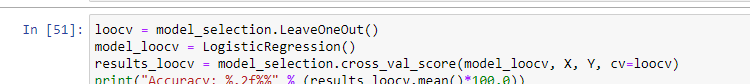 In [51]: loocv = model_selection.LeaveOneOut()
model_loocv = LogisticRegression()
results_loocv = model_selection.cross_val_score(model_loocv, X, Y, cv=loocv)
print("Accuracy: %.2f%%" % (results_loocv.mean()*100.0))